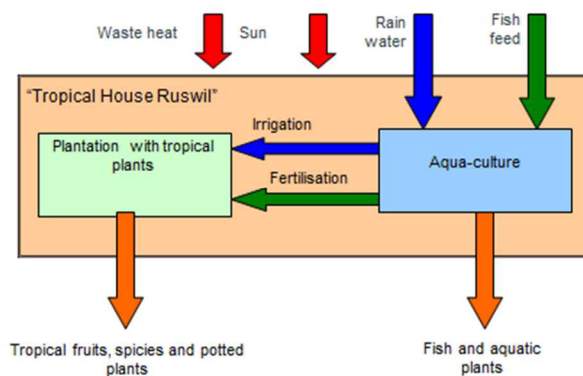 Waste heat
Sun
Rain
water
Fish
feed
“Tropical House Ruswil”
Irrigation
Plantation with tropical
plants
Aqua-culture
Fertilisation
Tropical fruits, spicies and potted
plants
Fish and aquatic
plants